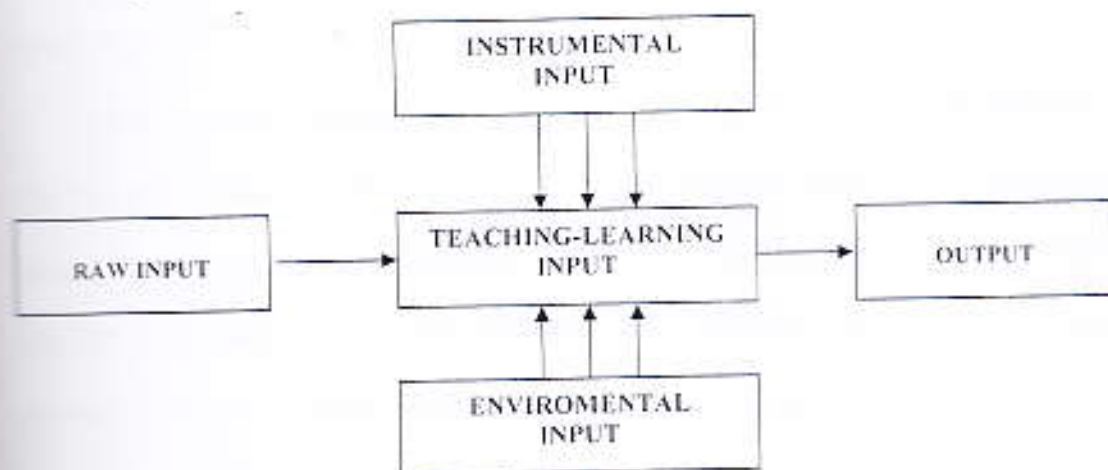 INSTRUMENTAL
INPUT
RAW INPUT
TEACHING-LEARNING
INPUT
OUTPUT
ENVIROMENTAL
INPUT